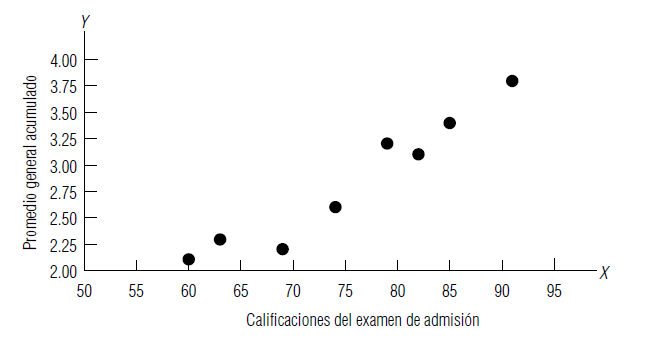 Y
4.00
3.75
3.50
3.25
3.00
2.75
2.50
2.25
2.00
Promedio general acumulado
50 55 60 65 70 75 80 85 90 95 X
Calificaciones del examen de admisión